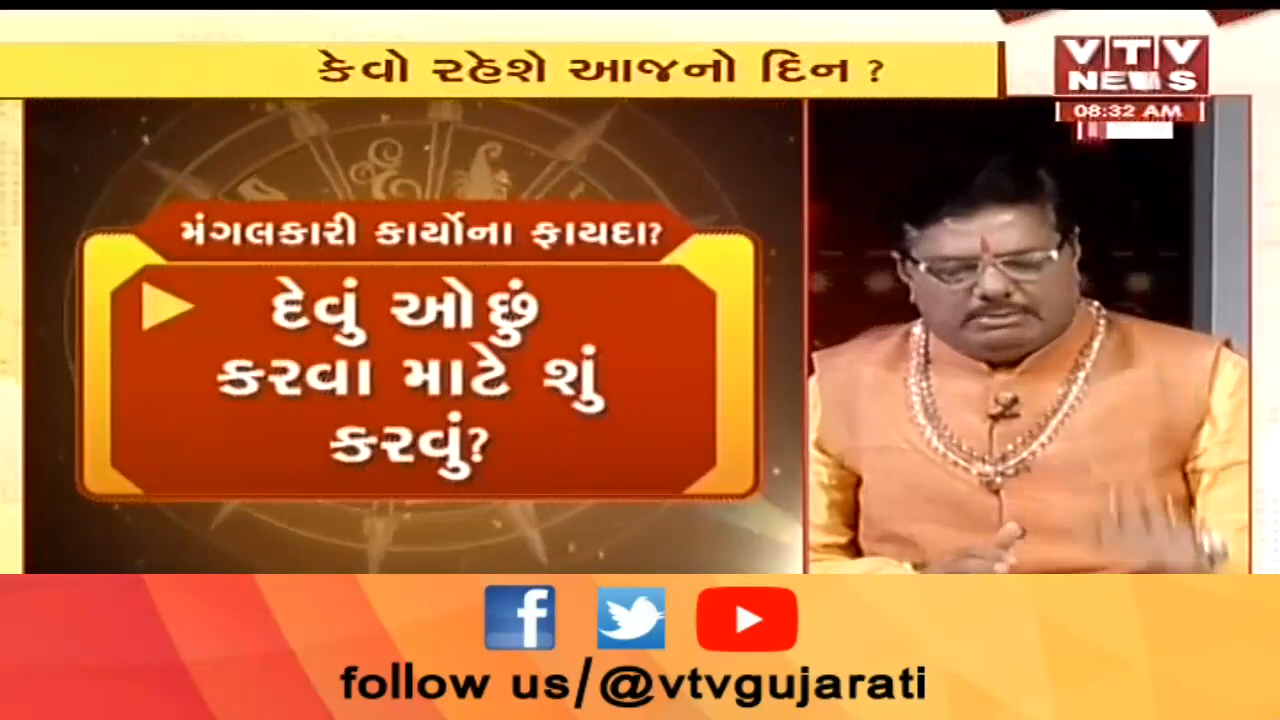 કેવો રહેશે આજનો દિન ?
VTV
NEWS
08:32 AM
મંગલકારી કાર્યોના ફાયદા?
દેવું ઓછું
કરવા માટે શું
કરવું?
follow us/@vtvgujarati